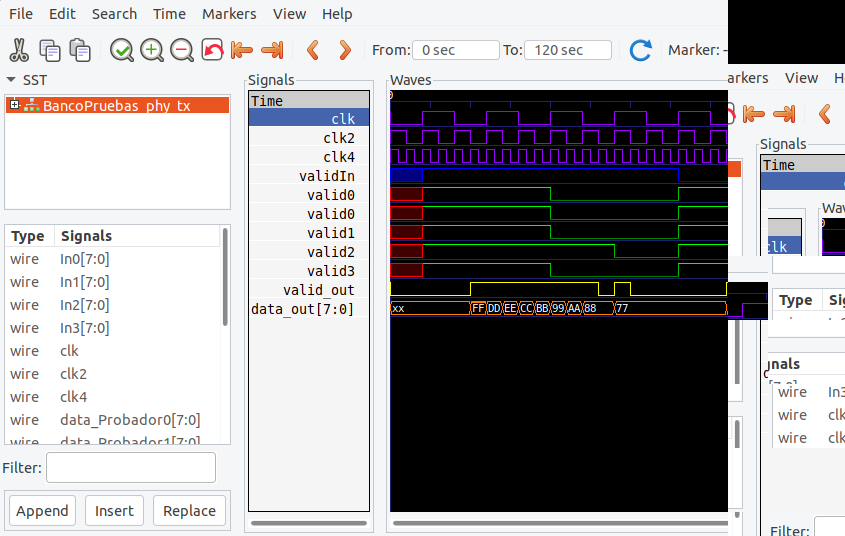 File Edit Search Time Markers View Help
From: 0 sec To: 120 sec Marker: -
arkers View H
SST
Signals
Waves
BancoPruebas_phy_tx
Time
clk
clk2
clk4
validIn
valid0
valid0
valid1
valid2
valid3
valid_out
data_out[7:0]
0
xx FF DD EE CC BB 99 AA 88 77
Type Signals
wire In0[7:0]
wire In1[7:0]
wire In2[7:0]
wire In3[7:0]
wire clk
wire clk2
wire clk4
wire data_Probador0[7:0]
wire data_Probador1[7:0]
Filter:
Append Insert Replace
Signals
Time
Wav
0
clk
Type Si
nals
wire In3
wire clk
wire clk
Filter: